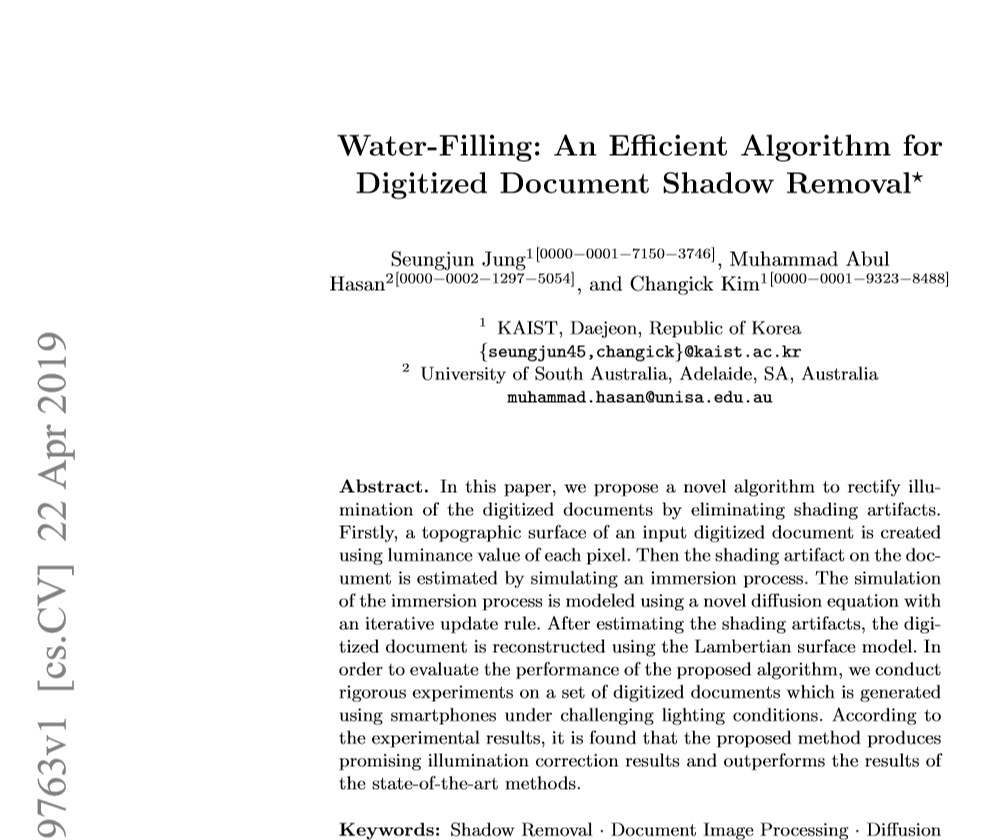 Water-Filling: An Efficient Algorithm for
Digitized Document Shadow Removal⋆
Seungjun Jung1[0000−0001−7150−3746], Muhammad Abul
Hasan2[0000−0002−1297−5054], and Changick Kim1[0000−0001−9323−8488]
1 KAIST, Daejeon, Republic of Korea
{seungjun45,changick}@kaist.ac.kr
2 University of South Australia, Adelaide, SA, Australia
muhammad.hasan@unisa.edu.au
Abstract. In this paper, we propose a novel algorithm to rectify illu-
mination of the digitized documents by eliminating shading artifacts.
Firstly, a topographic surface of an input digitized document is created
using luminance value of each pixel. Then the shading artifact on the doc-
ument is estimated by simulating an immersion process. The simulation
of the immersion process is modeled using a novel diffusion equation with
an iterative update rule. After estimating the shading artifacts, the digi-
tized document is reconstructed using the Lambertian surface model. In
order to evaluate the performance of the proposed algorithm, we conduct
rigorous experiments on a set of digitized documents which is generated
using smartphones under challenging lighting conditions. According to
the experimental results, it is found that the proposed method produces
promising illumination correction results and outperforms the results of
the state-of-the-art methods.
Keywords: Shadow Removal · Document Image Processing · Diffusion
9763v1 [cs.CV] 22 Apr 2019